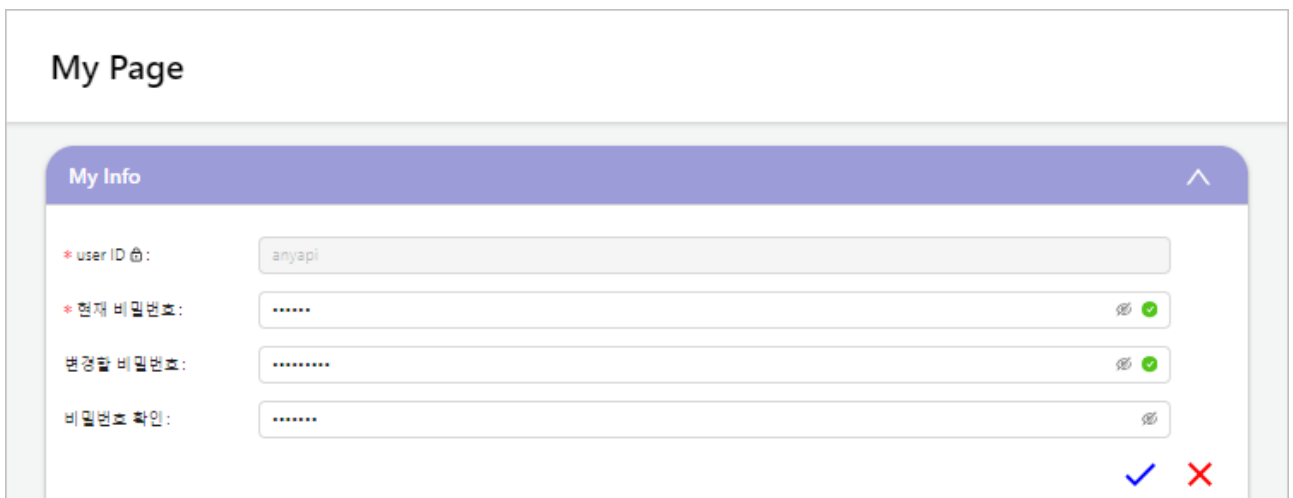 My Page
My Info
* user ID :
anyapi
* 현재 비밀번호 :
••••••
변경할 비밀번호 :
•••••••••
비밀번호 확인 :
•••••••